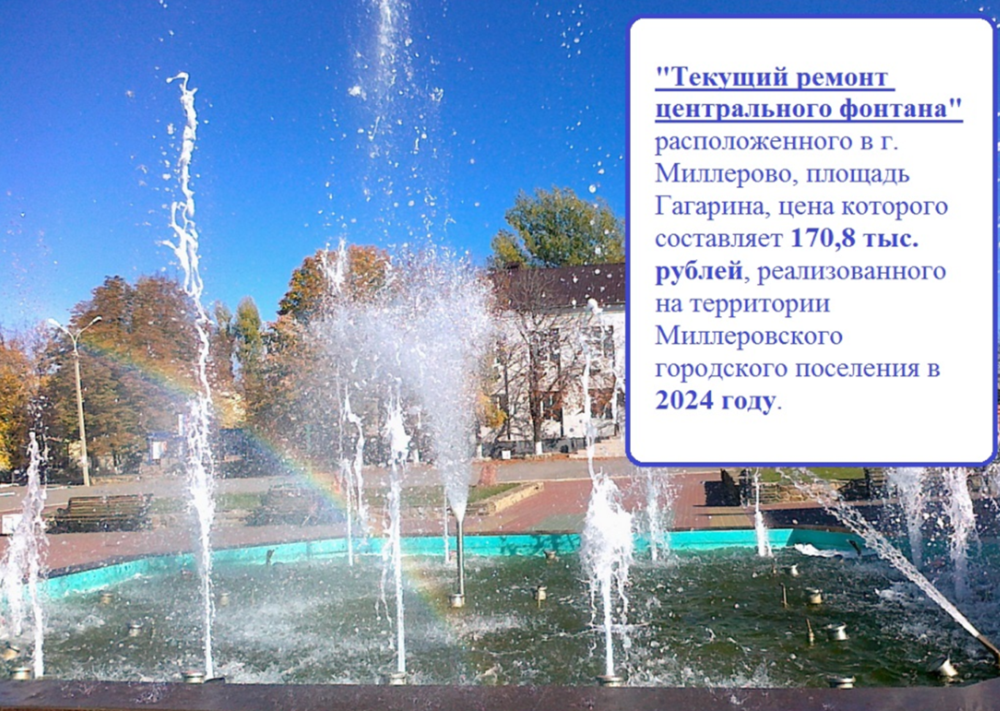 "Текущий ремонт
центрального фонтана"
расположенного в г.
Миллерово, площадь
Гагарина, цена которого
составляет 170,8 тыс.
рублей, реализованного
на территории
Миллеровского
городского поселения в
2024 году.